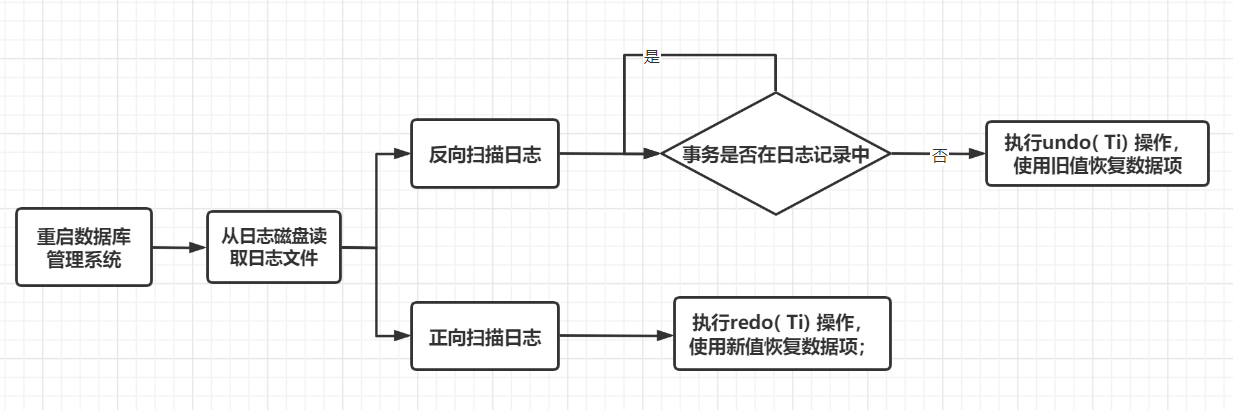 是
反向扫描日志
事务是否在日志记录中
否
执行undo( Ti) 操作，
使用旧值恢复数据项
重启数据库
管理系统
从日志磁盘读
取日志文件
正向扫描日志
执行redo( Ti) 操作，
使用新值恢复数据项；